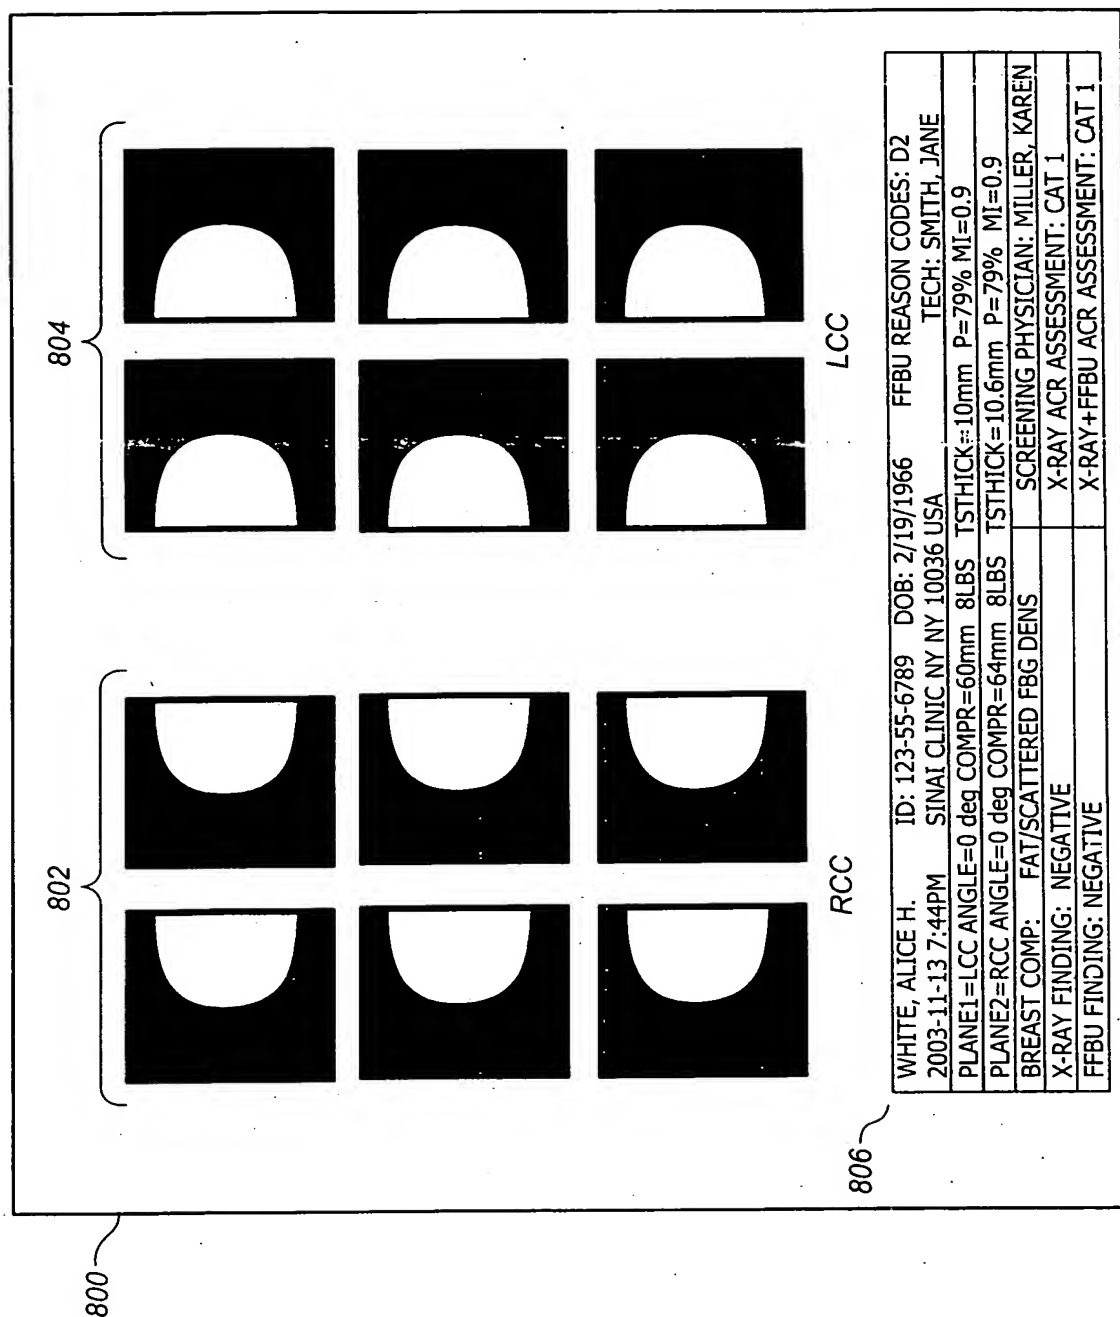 800
802
804
RCC
LCC
806
WHITE, ALICE H. ID: 123-55-6789 DOB: 2/19/1966 FFBU REASON CODES: D2
2003-11-13 7:44PM SINAI CLINIC NY NY 10036 USA TECH: SMITH, JANE
PLANE1=LCC ANGLE=0 deg COMPR=60mm 8LBS TSTHICK=10mm P=79% MI=0.9
PLANE2=RCC ANGLE=0 deg COMPR=64mm 8LBS TSTHICK=10.6mm P=79% MI=0.9
BREAST COMP: FAT/SCATTERED FBG DENS SCREENING PHYSICIAN: MILLER, KAREN
X-RAY FINDING: NEGATIVE X-RAY ACR ASSESSMENT: CAT 1
FFBU FINDING: NEGATIVE X-RAY+FFBU ACR ASSESSMENT: CAT 1